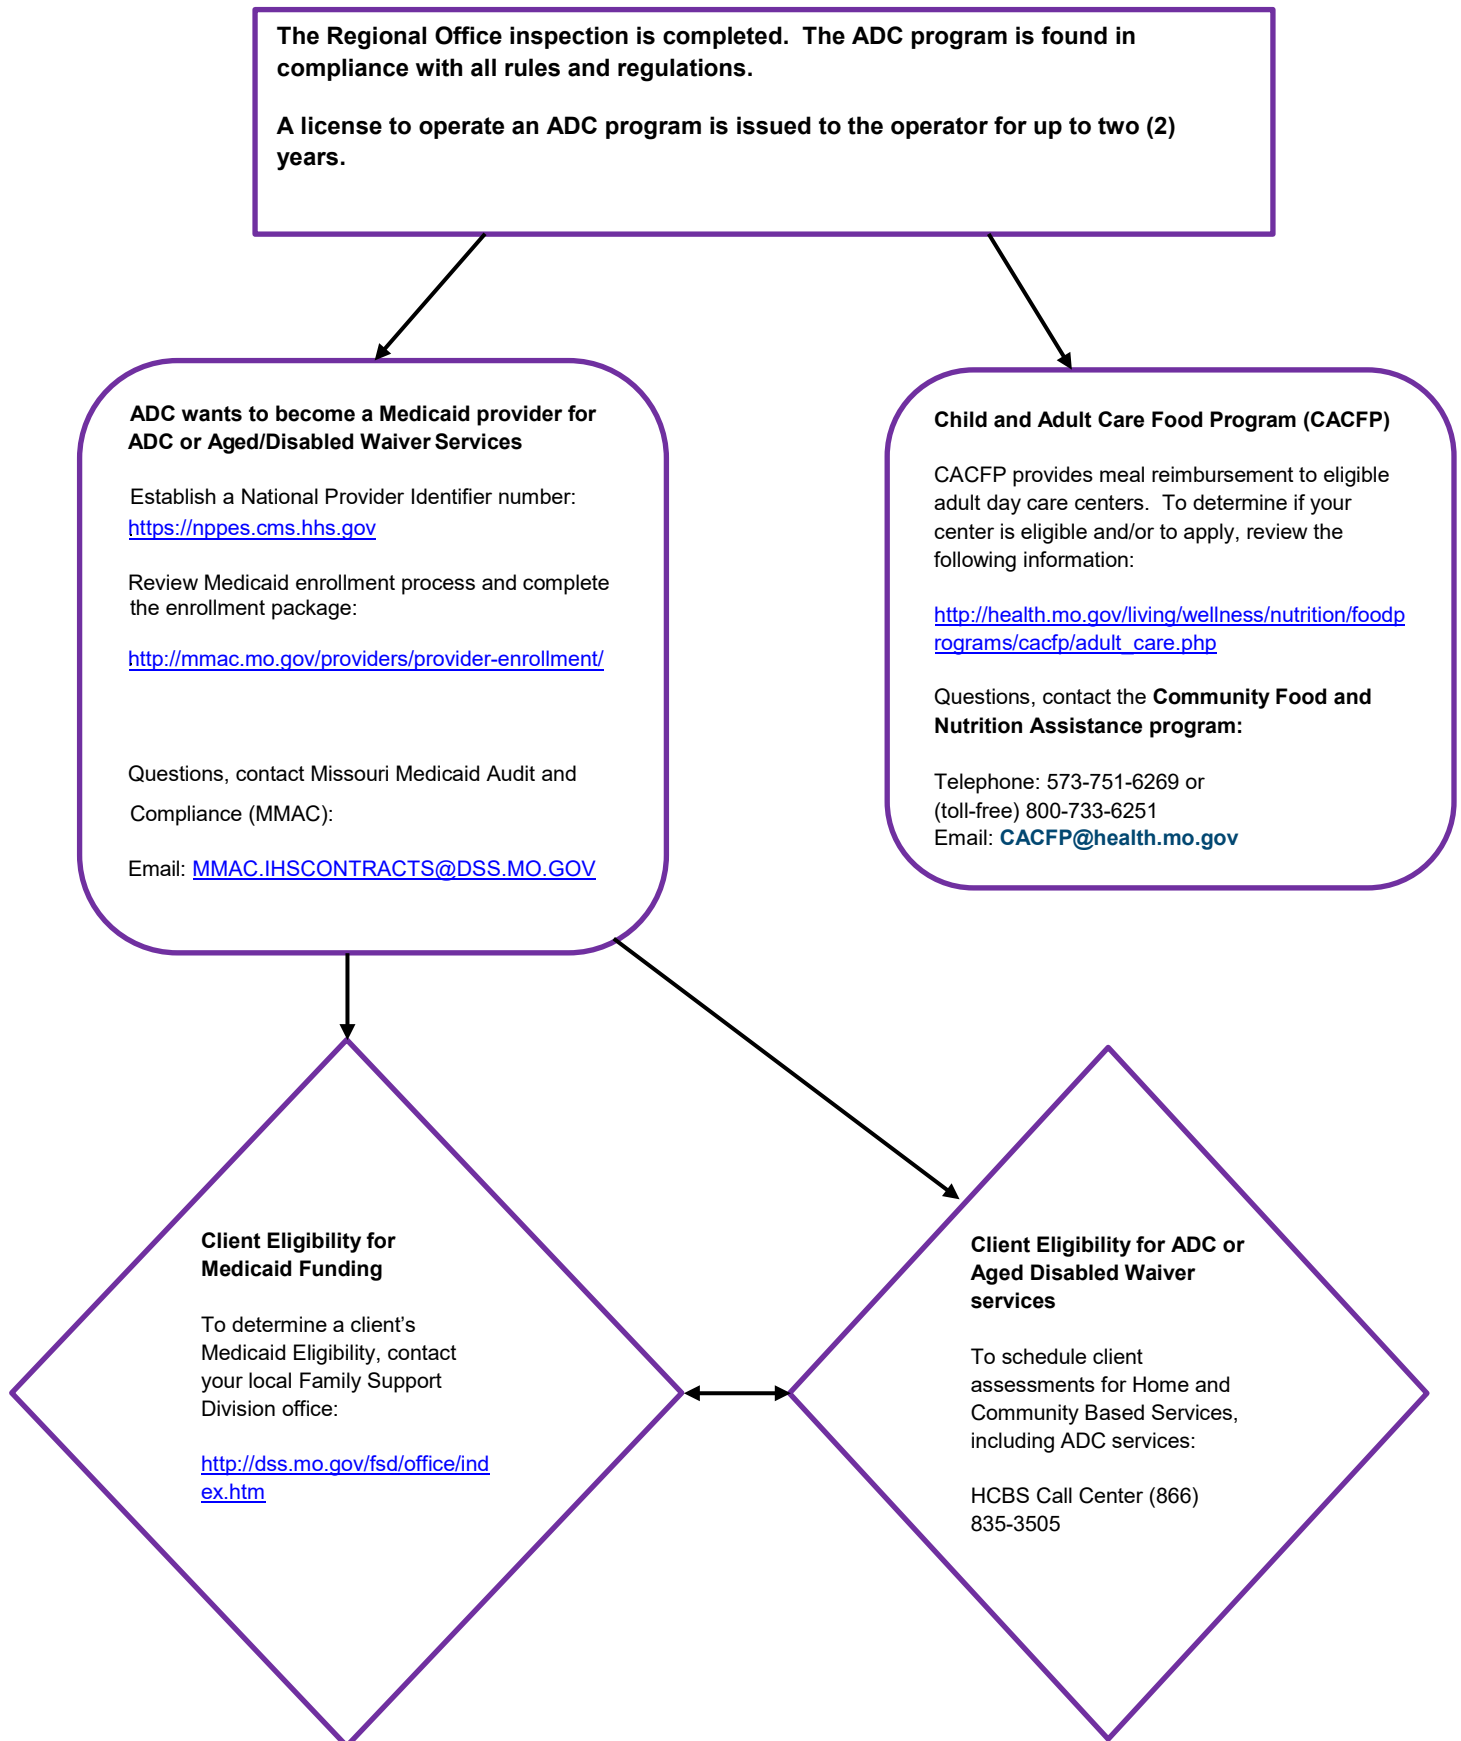 The Regional Office inspection is completed.  The ADC program is found in
compliance with all rules and regulations.
A license to operate an ADC program is issued to the operator for up to two (2)
years.
ADC wants to become a Medicaid provider for
ADC or Aged/Disabled Waiver Services
Establish a National Provider Identifier number:
https://nppes.cms.hhs.gov
Review Medicaid enrollment process and complete
the enrollment package:
http://mmac.mo.gov/providers/provider-enrollment/
Questions, contact Missouri Medicaid Audit and
Compliance (MMAC):
Email: MMAC.IHSCONTRACTS@DSS.MO.GOV
Child and Adult Care Food Program (CACFP)
CACFP provides meal reimbursement to eligible
adult day care centers.  To determine if your
center is eligible and/or to apply, review the
following information:
http://health.mo.gov/living/wellness/nutrition/foodp
rograms/cacfp/adult_care.php
Questions, contact the Community Food and
Nutrition Assistance program:
Telephone: 573-751-6269 or
(toll-free) 800-733-6251
Email: CACFP@health.mo.gov
Client Eligibility for
Medicaid Funding
To determine a client’s
Medicaid Eligibility, contact
your local Family Support
Division office:
http://dss.mo.gov/fsd/office/ind
ex.htm
Client Eligibility for ADC or
Aged Disabled Waiver
services
To schedule client
assessments for Home and
Community Based Services,
including ADC services:
HCBS Call Center (866)
835-3505